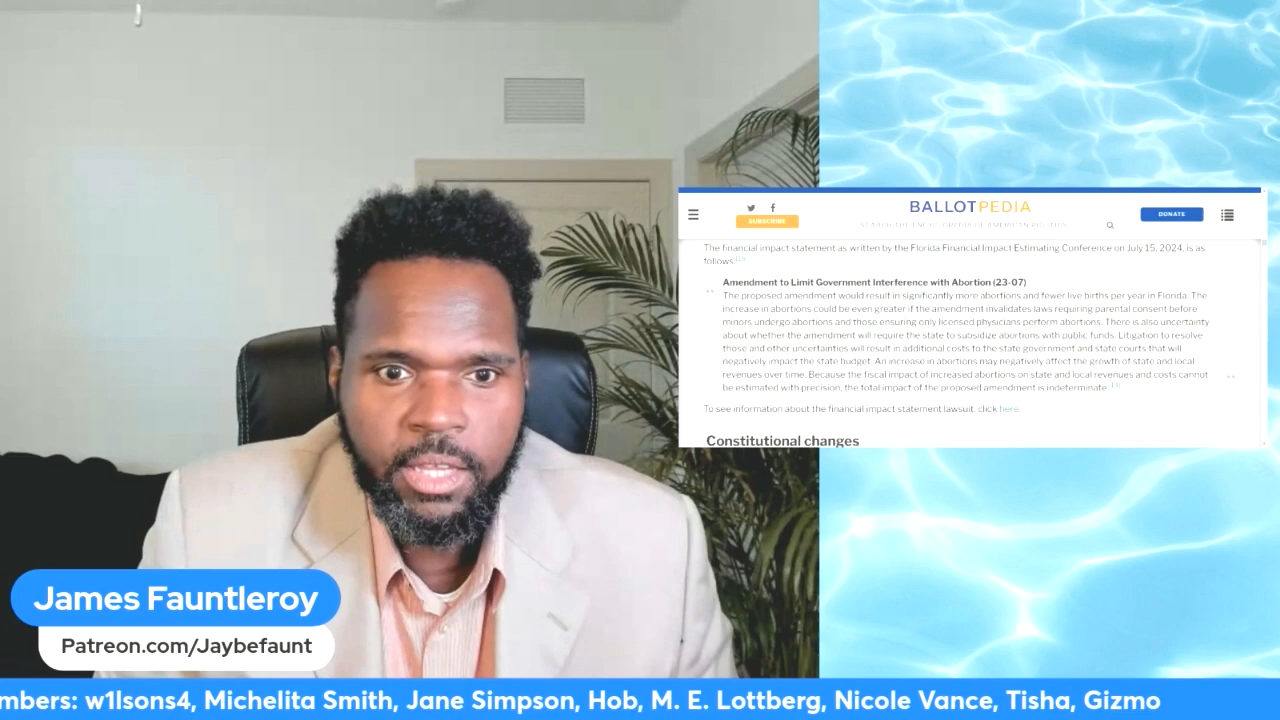 BALLOTPEDIA
SUBSCRIBE
DONATE
SEARCH THE ENCYCLOPEDIA OF AMERICAN POLITICS
The financial impact statement as written by the Florida Financial Impact Estimating Conference on July 15, 2024, is as
follows:
Amendment to Limit Government Interference with Abortion (23-07)
The proposed amendment would result in significantly more abortions and fewer live births per year in Florida. The
increase in abortions could be even greater if the amendment invalidates laws requiring parental consent before
minors undergo abortions and those ensuring only licensed physicians perform abortions. There is also uncertainty
about whether the amendment will require the state to subsidize abortions with public funds. Litigation to resolve
those and other uncertainties will result in additional costs to the state government and state courts that will
negatively impact the state budget. An increase in abortions may negatively affect the growth of state and local
revenues over time. Because the fiscal impact of increased abortions on state and local revenues and costs cannot
be estimated with precision, the total impact of the proposed amendment is indeterminate.
To see information about the financial impact statement lawsuit, click here.
Constitutional changes
James Fauntleroy
Patreon.com/Jaybefaunt
mbers: w1lsons4, Michelita Smith, Jane Simpson, Hob, M. E. Lottberg, Nicole Vance, Tisha, Gizmo